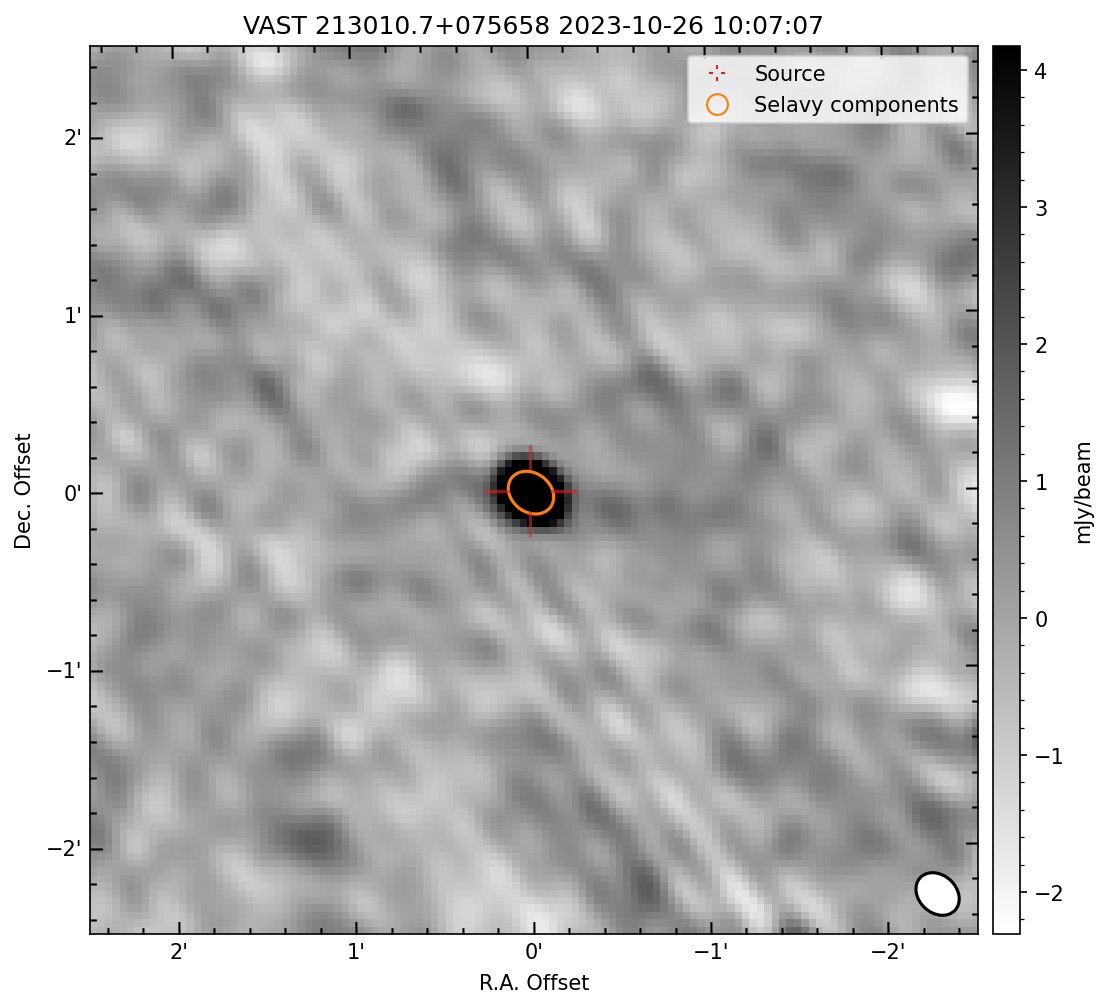 VAST 213010.7+075658 2023-10-26 10:07:07
Source
Selavy components
2'
1'
0'
−1'
−2'
Dec. Offset
2'
1'
0'
−1'
−2'
R.A. Offset
4
3
2
1
0
−1
−2
mJy/beam